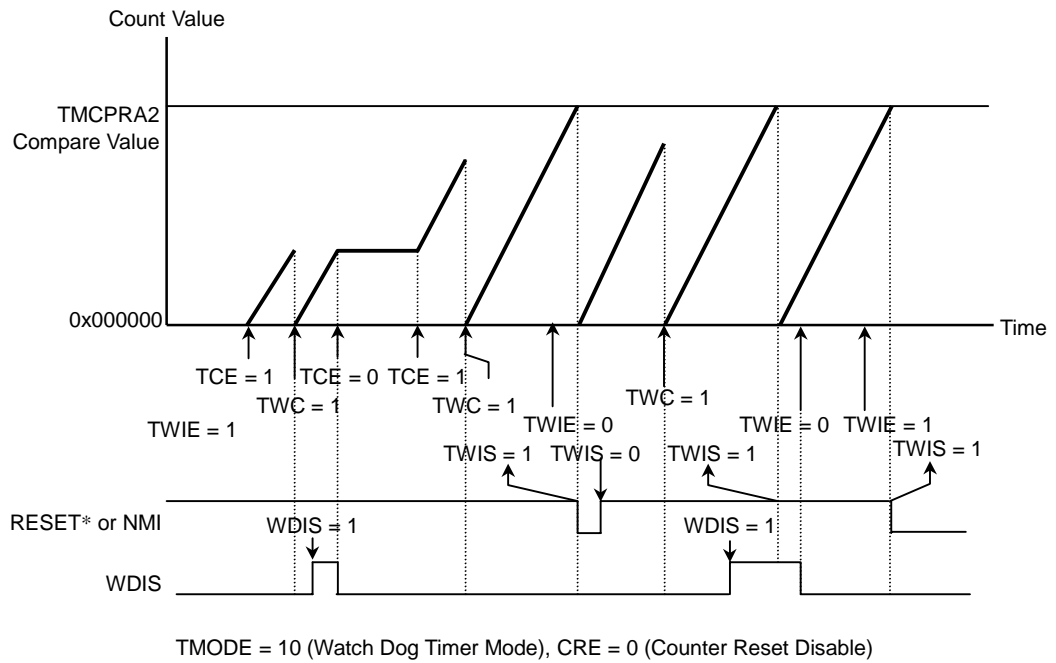 Count Value
TMCPRA2
Compare Value
0x000000
Time
TCE = 1
TCE = 0
TCE = 1
TWC = 1
TWC = 1
TWC = 1
TWIE = 1
TWIE = 0
TWIE = 0
TWIE = 1
TWIS = 1
TWIS = 0
TWIS = 1
TWIS = 1
RESET* or NMI
WDIS = 1
WDIS = 1
WDIS
TMODE = 10 (Watch Dog Timer Mode), CRE = 0 (Counter Reset Disable)